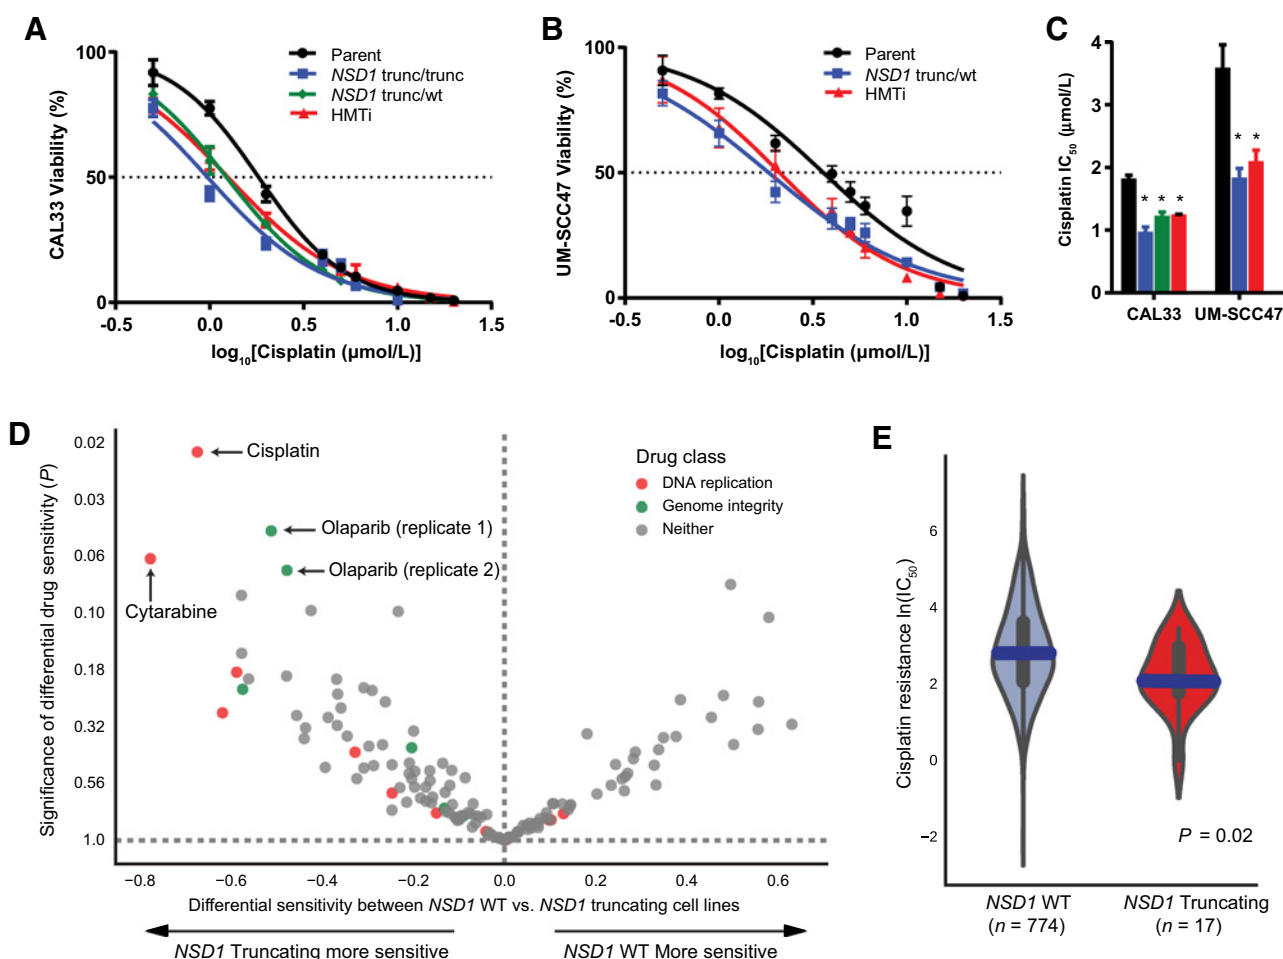 A
100
50
0
CAL33 Viability (%)
-0.5
0.0
0.5
1.0
1.5
log10[Cisplatin (µmol/L)]
Parent
NSD1 trunc/trunc
NSD1 trunc/wt
HMTi
B
100
50
0
UM-SCC47 Viability (%)
-0.5
0.0
0.5
1.0
1.5
log10[Cisplatin (µmol/L)]
Parent
NSD1 trunc/wt
HMTi
C
4
3
2
1
0
Cisplatin IC50 (µmol/L)
* * *
* *
CAL33 UM-SCC47
D
0.02
0.03
0.06
0.10
0.18
0.32
0.56
1.0
Significance of differential drug sensitivity (P)
Cisplatin
Olaparib (replicate 1)
Olaparib (replicate 2)
Cytarabine
Drug class
DNA replication
Genome integrity
Neither
−0.8
−0.6
−0.4
−0.2
0.0
0.2
0.4
0.6
Differential sensitivity between NSD1 WT vs. NSD1 truncating cell lines
NSD1 Truncating more sensitive
NSD1 WT More sensitive
E
6
4
2
0
−2
Cisplatin resistance ln(IC50)
P = 0.02
NSD1 WT
(n = 774)
NSD1 Truncating
(n = 17)